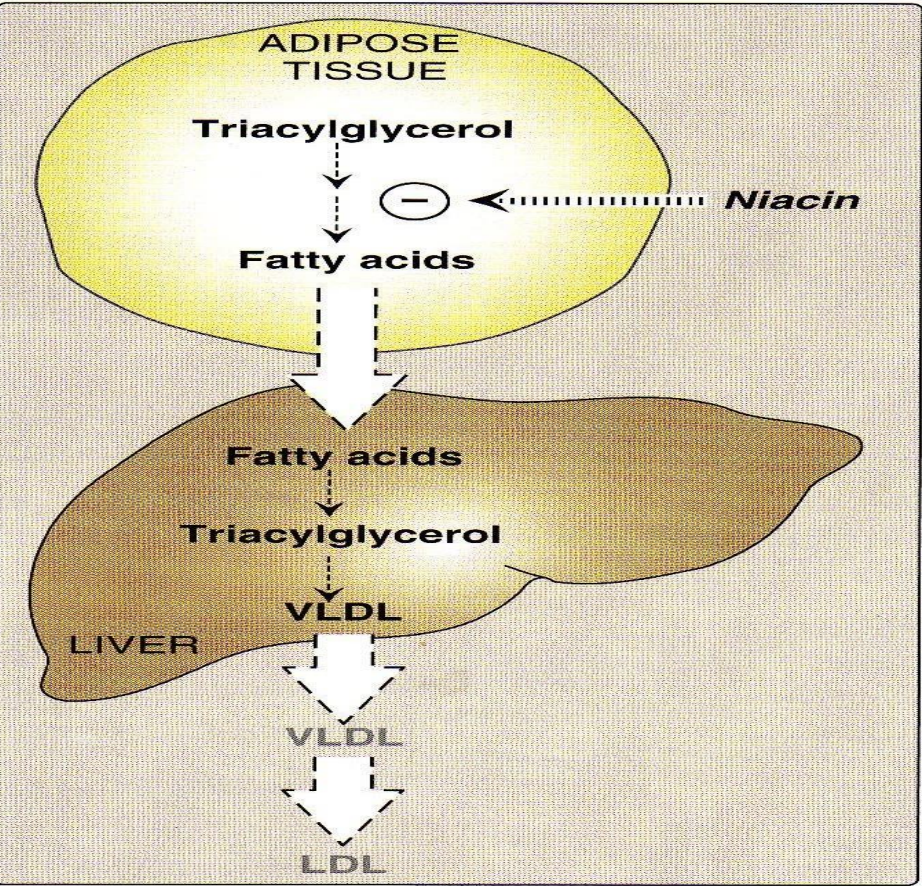 ADIPOSE
TISSUE
Triacylglycerol
− Niacin
Fatty acids
Fatty acids
Triacylglycerol
VLDL
LIVER
VLDL
LDL